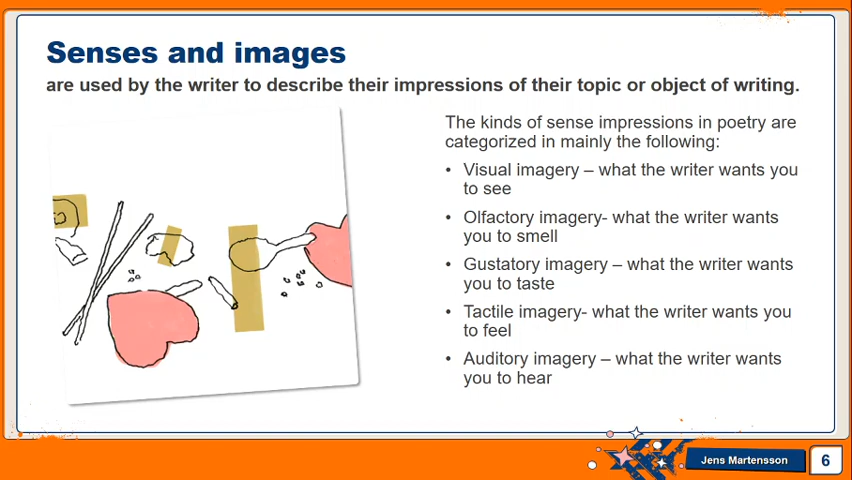 Senses and images
are used by the writer to describe their impressions of their topic or object of writing.
The kinds of sense impressions in poetry are
categorized in mainly the following:
• Visual imagery – what the writer wants you
to see
• Olfactory imagery- what the writer wants
you to smell
• Gustatory imagery – what the writer wants
you to taste
• Tactile imagery- what the writer wants you
to feel
• Auditory imagery – what the writer wants
you to hear
Jens Martensson
6